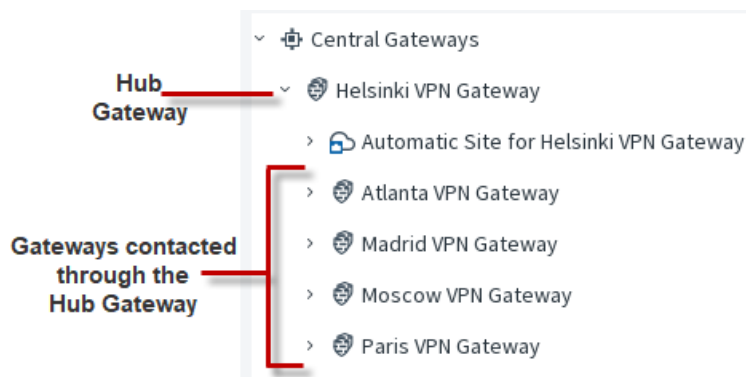 Central Gateways
Hub
Gateway
Helsinki VPN Gateway
Automatic Site for Helsinki VPN Gateway
Atlanta VPN Gateway
Madrid VPN Gateway
Gateways contacted
through the
Hub Gateway
Moscow VPN Gateway
Paris VPN Gateway